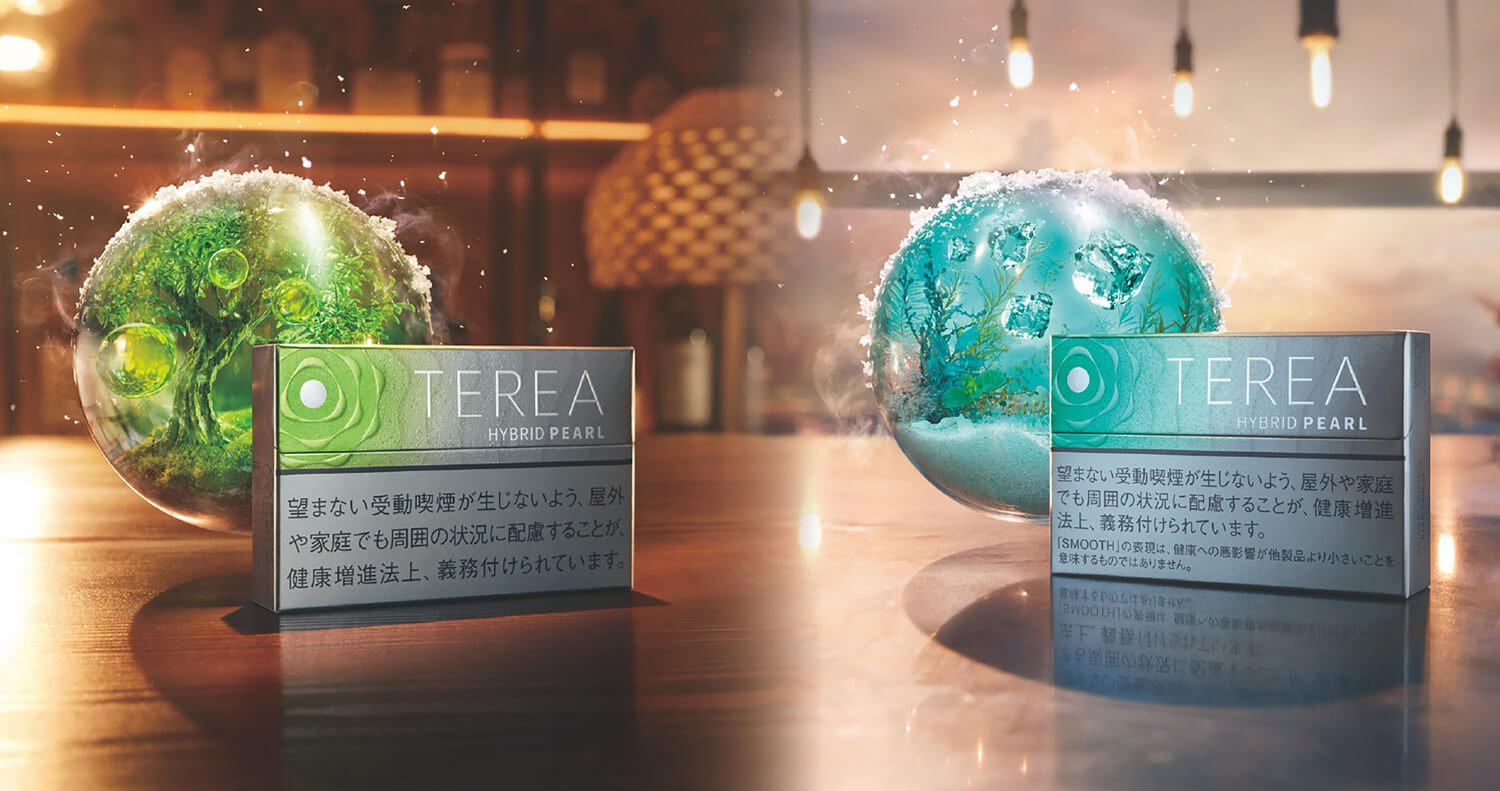 TEREA
HYBRID PEARL
望まない受動喫煙が生じないよう、屋外
や家庭でも周囲の状況に配慮することが、
健康増進法上、義務付けられています。
TEREA
HYBRID PEARL
望まない受動喫煙が生じないよう、屋外や家庭
でも周囲の状況に配慮することが、健康増進
法上、義務付けられています。
「SMOOTH」の表現は、健康への悪影響が他製品より小さいことを
意味するものではありません。